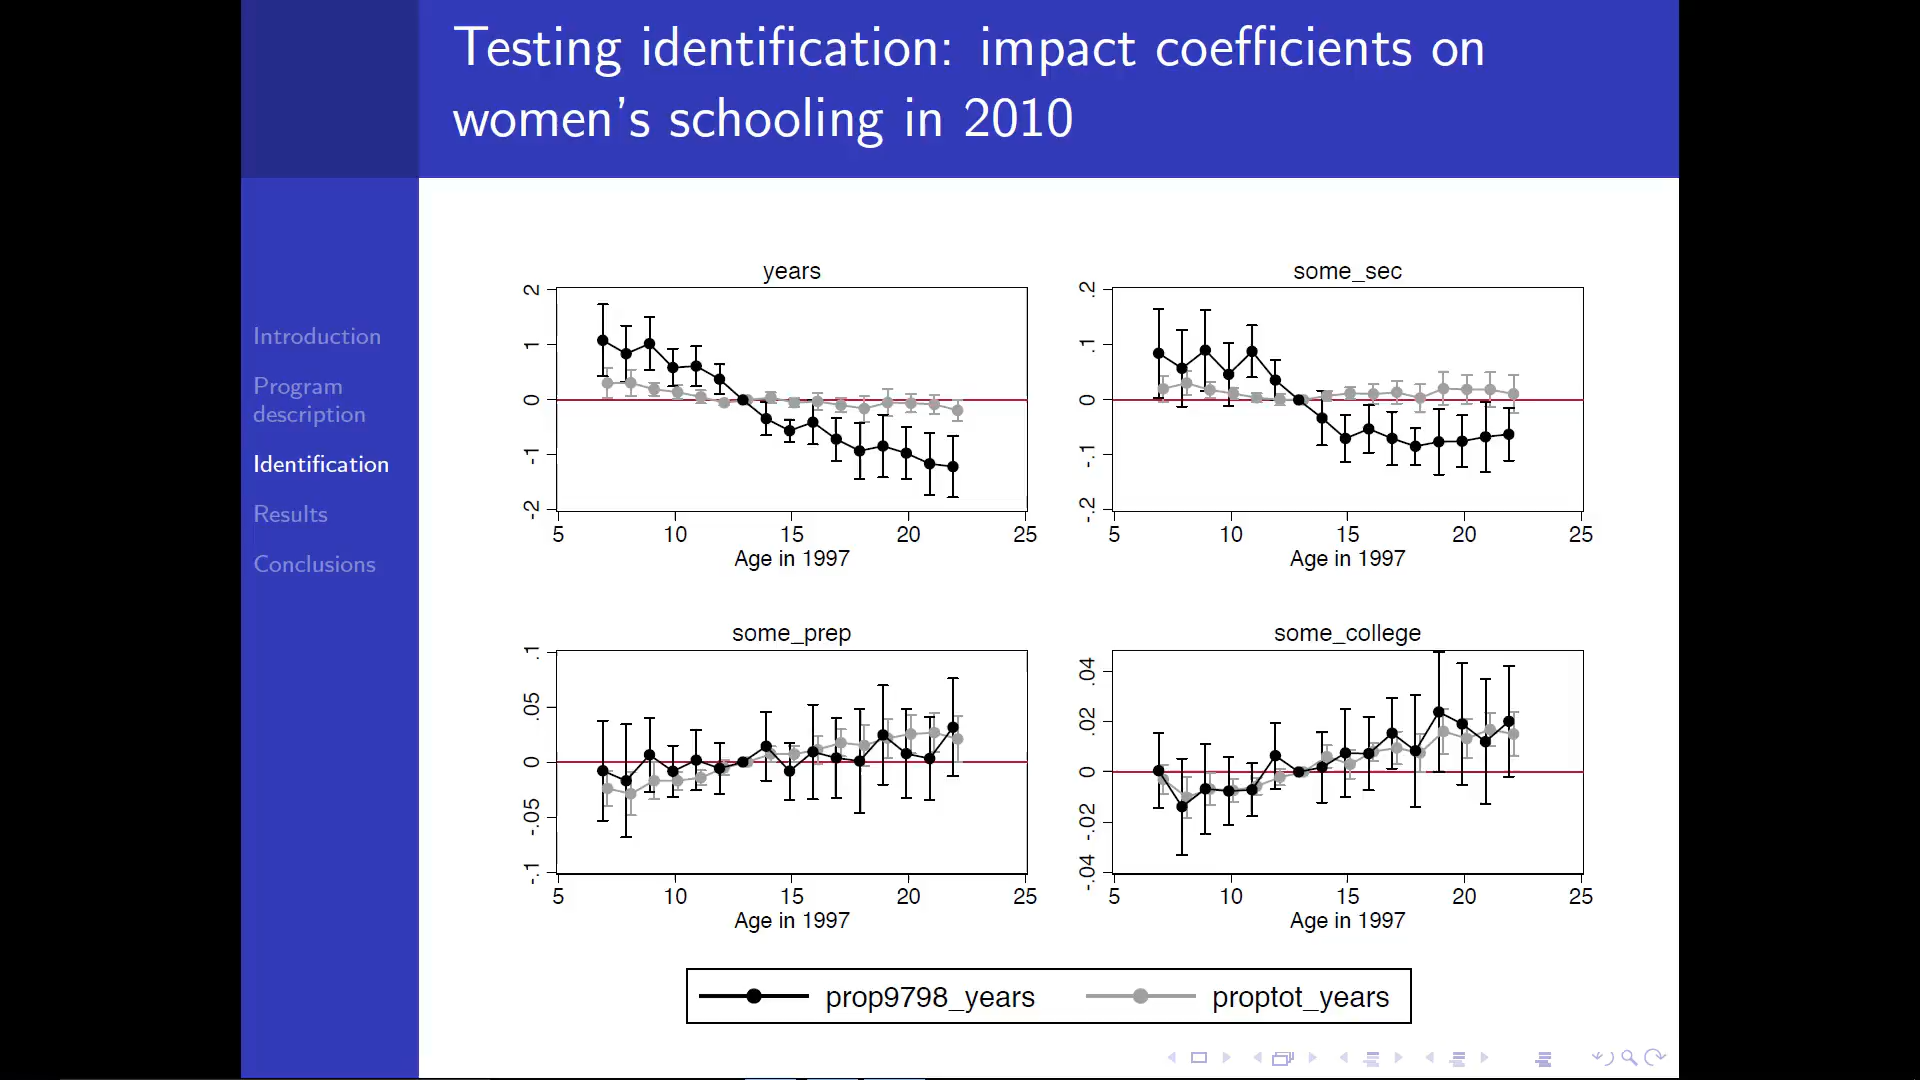 Testing identification: impact coefficients on
women's schooling in 2010
Introduction
Program
description
Identification
Results
Conclusions
years
2
1
0
-1
-2
5 10 15 20 25
Age in 1997
some_sec
.2
.1
0
-.1
-.2
5 10 15 20 25
Age in 1997
some_prep
.1
.05
0
-.05
-.1
5 10 15 20 25
Age in 1997
some_college
.04
.02
0
-.02
-.04
5 10 15 20 25
Age in 1997
prop9798_years proptot_years